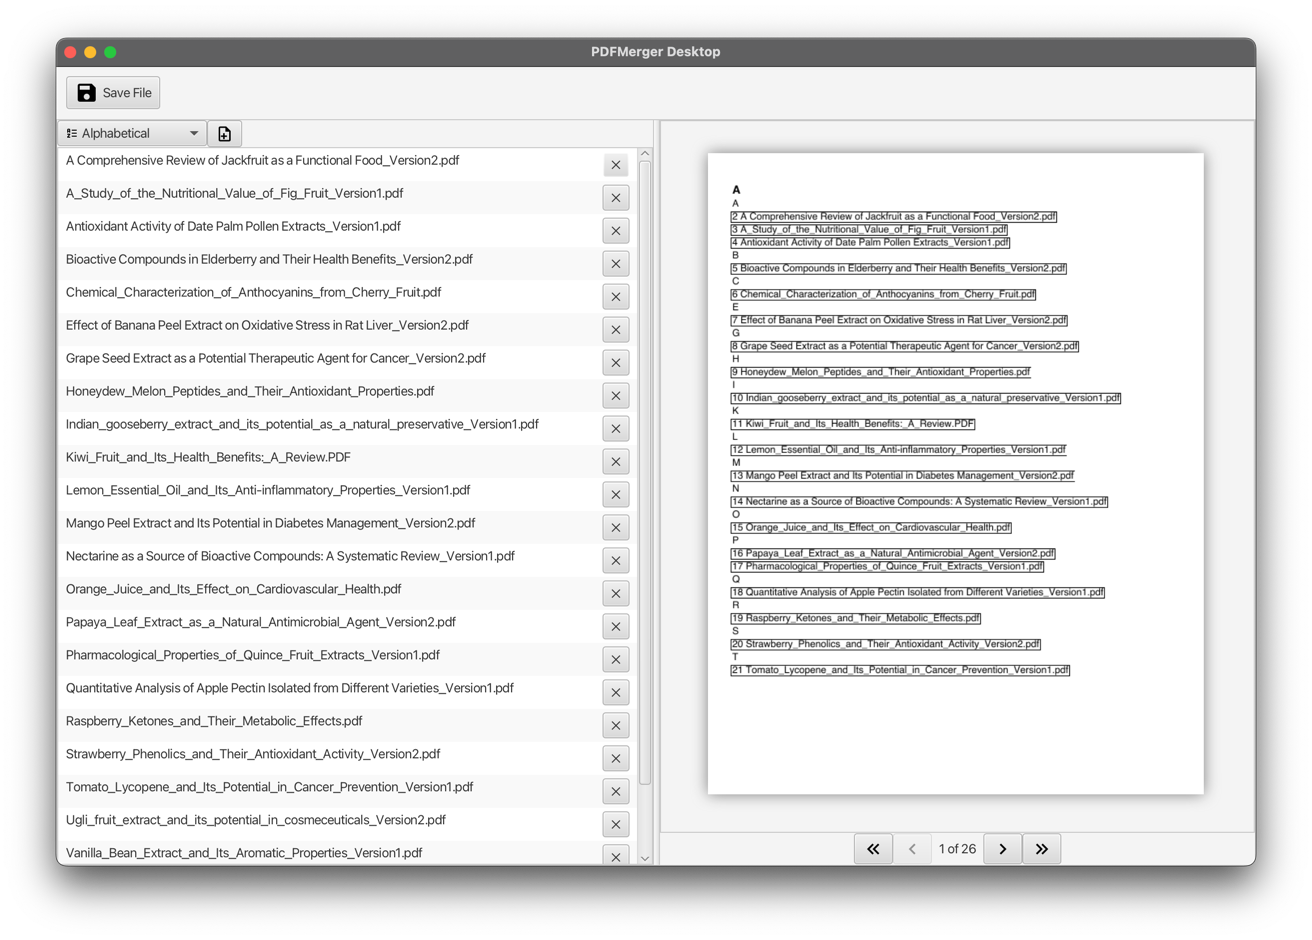 PDFMerger Desktop
Save File
Alphabetical
A Comprehensive Review of Jackfruit as a Functional Food_Version2.pdf
A_Study_of_the_Nutritional_Value_of_Fig_Fruit_Version1.pdf
Antioxidant Activity of Date Palm Pollen Extracts_Version1.pdf
Bioactive Compounds in Elderberry and Their Health Benefits_Version2.pdf
Chemical_Characterization_of_Anthocyanins_from_Cherry_Fruit.pdf
Effect of Banana Peel Extract on Oxidative Stress in Rat Liver_Version2.pdf
Grape Seed Extract as a Potential Therapeutic Agent for Cancer_Version2.pdf
Honeydew_Melon_Peptides_and_Their_Antioxidant_Properties.pdf
Indian_gooseberry_extract_and_its_potential_as_a_natural_preservative_Version1.pdf
Kiwi_Fruit_and_Its_Health_Benefits:_A_Review.PDF
Lemon_Essential_Oil_and_Its_Anti-inflammatory_Properties_Version1.pdf
Mango Peel Extract and Its Potential in Diabetes Management_Version2.pdf
Nectarine as a Source of Bioactive Compounds: A Systematic Review_Version1.pdf
Orange_Juice_and_Its_Effect_on_Cardiovascular_Health.pdf
Papaya_Leaf_Extract_as_a_Natural_Antimicrobial_Agent_Version2.pdf
Pharmacological_Properties_of_Quince_Fruit_Extracts_Version1.pdf
Quantitative Analysis of Apple Pectin Isolated from Different Varieties_Version1.pdf
Raspberry_Ketones_and_Their_Metabolic_Effects.pdf
Strawberry_Phenolics_and_Their_Antioxidant_Activity_Version2.pdf
Tomato_Lycopene_and_Its_Potential_in_Cancer_Prevention_Version1.pdf
Ugli_fruit_extract_and_its_potential_in_cosmeceuticals_Version2.pdf
Vanilla_Bean_Extract_and_Its_Aromatic_Properties_Version1.pdf
A
A
2 A Comprehensive Review of Jackfruit as a Functional Food_Version2.pdf
3 A_Study_of_the_Nutritional_Value_of_Fig_Fruit_Version1.pdf
4 Antioxidant Activity of Date Palm Pollen Extracts_Version1.pdf
B
5 Bioactive Compounds in Elderberry and Their Health Benefits_Version2.pdf
C
6 Chemical_Characterization_of_Anthocyanins_from_Cherry_Fruit.pdf
E
7 Effect of Banana Peel Extract on Oxidative Stress in Rat Liver_Version2.pdf
G
8 Grape Seed Extract as a Potential Therapeutic Agent for Cancer_Version2.pdf
H
9 Honeydew_Melon_Peptides_and_Their_Antioxidant_Properties.pdf
I
10 Indian_gooseberry_extract_and_its_potential_as_a_natural_preservative_Version1.pdf
K
11 Kiwi_Fruit_and_Its_Health_Benefits:_A_Review.PDF
L
12 Lemon_Essential_Oil_and_Its_Anti-inflammatory_Properties_Version1.pdf
M
13 Mango Peel Extract and Its Potential in Diabetes Management_Version2.pdf
N
14 Nectarine as a Source of Bioactive Compounds: A Systematic Review_Version1.pdf
O
15 Orange_Juice_and_Its_Effect_on_Cardiovascular_Health.pdf
P
16 Papaya_Leaf_Extract_as_a_Natural_Antimicrobial_Agent_Version2.pdf
17 Pharmacological_Properties_of_Quince_Fruit_Extracts_Version1.pdf
Q
18 Quantitative Analysis of Apple Pectin Isolated from Different Varieties_Version1.pdf
R
19 Raspberry_Ketones_and_Their_Metabolic_Effects.pdf
S
20 Strawberry_Phenolics_and_Their_Antioxidant_Activity_Version2.pdf
T
21 Tomato_Lycopene_and_Its_Potential_in_Cancer_Prevention_Version1.pdf
1 of 26